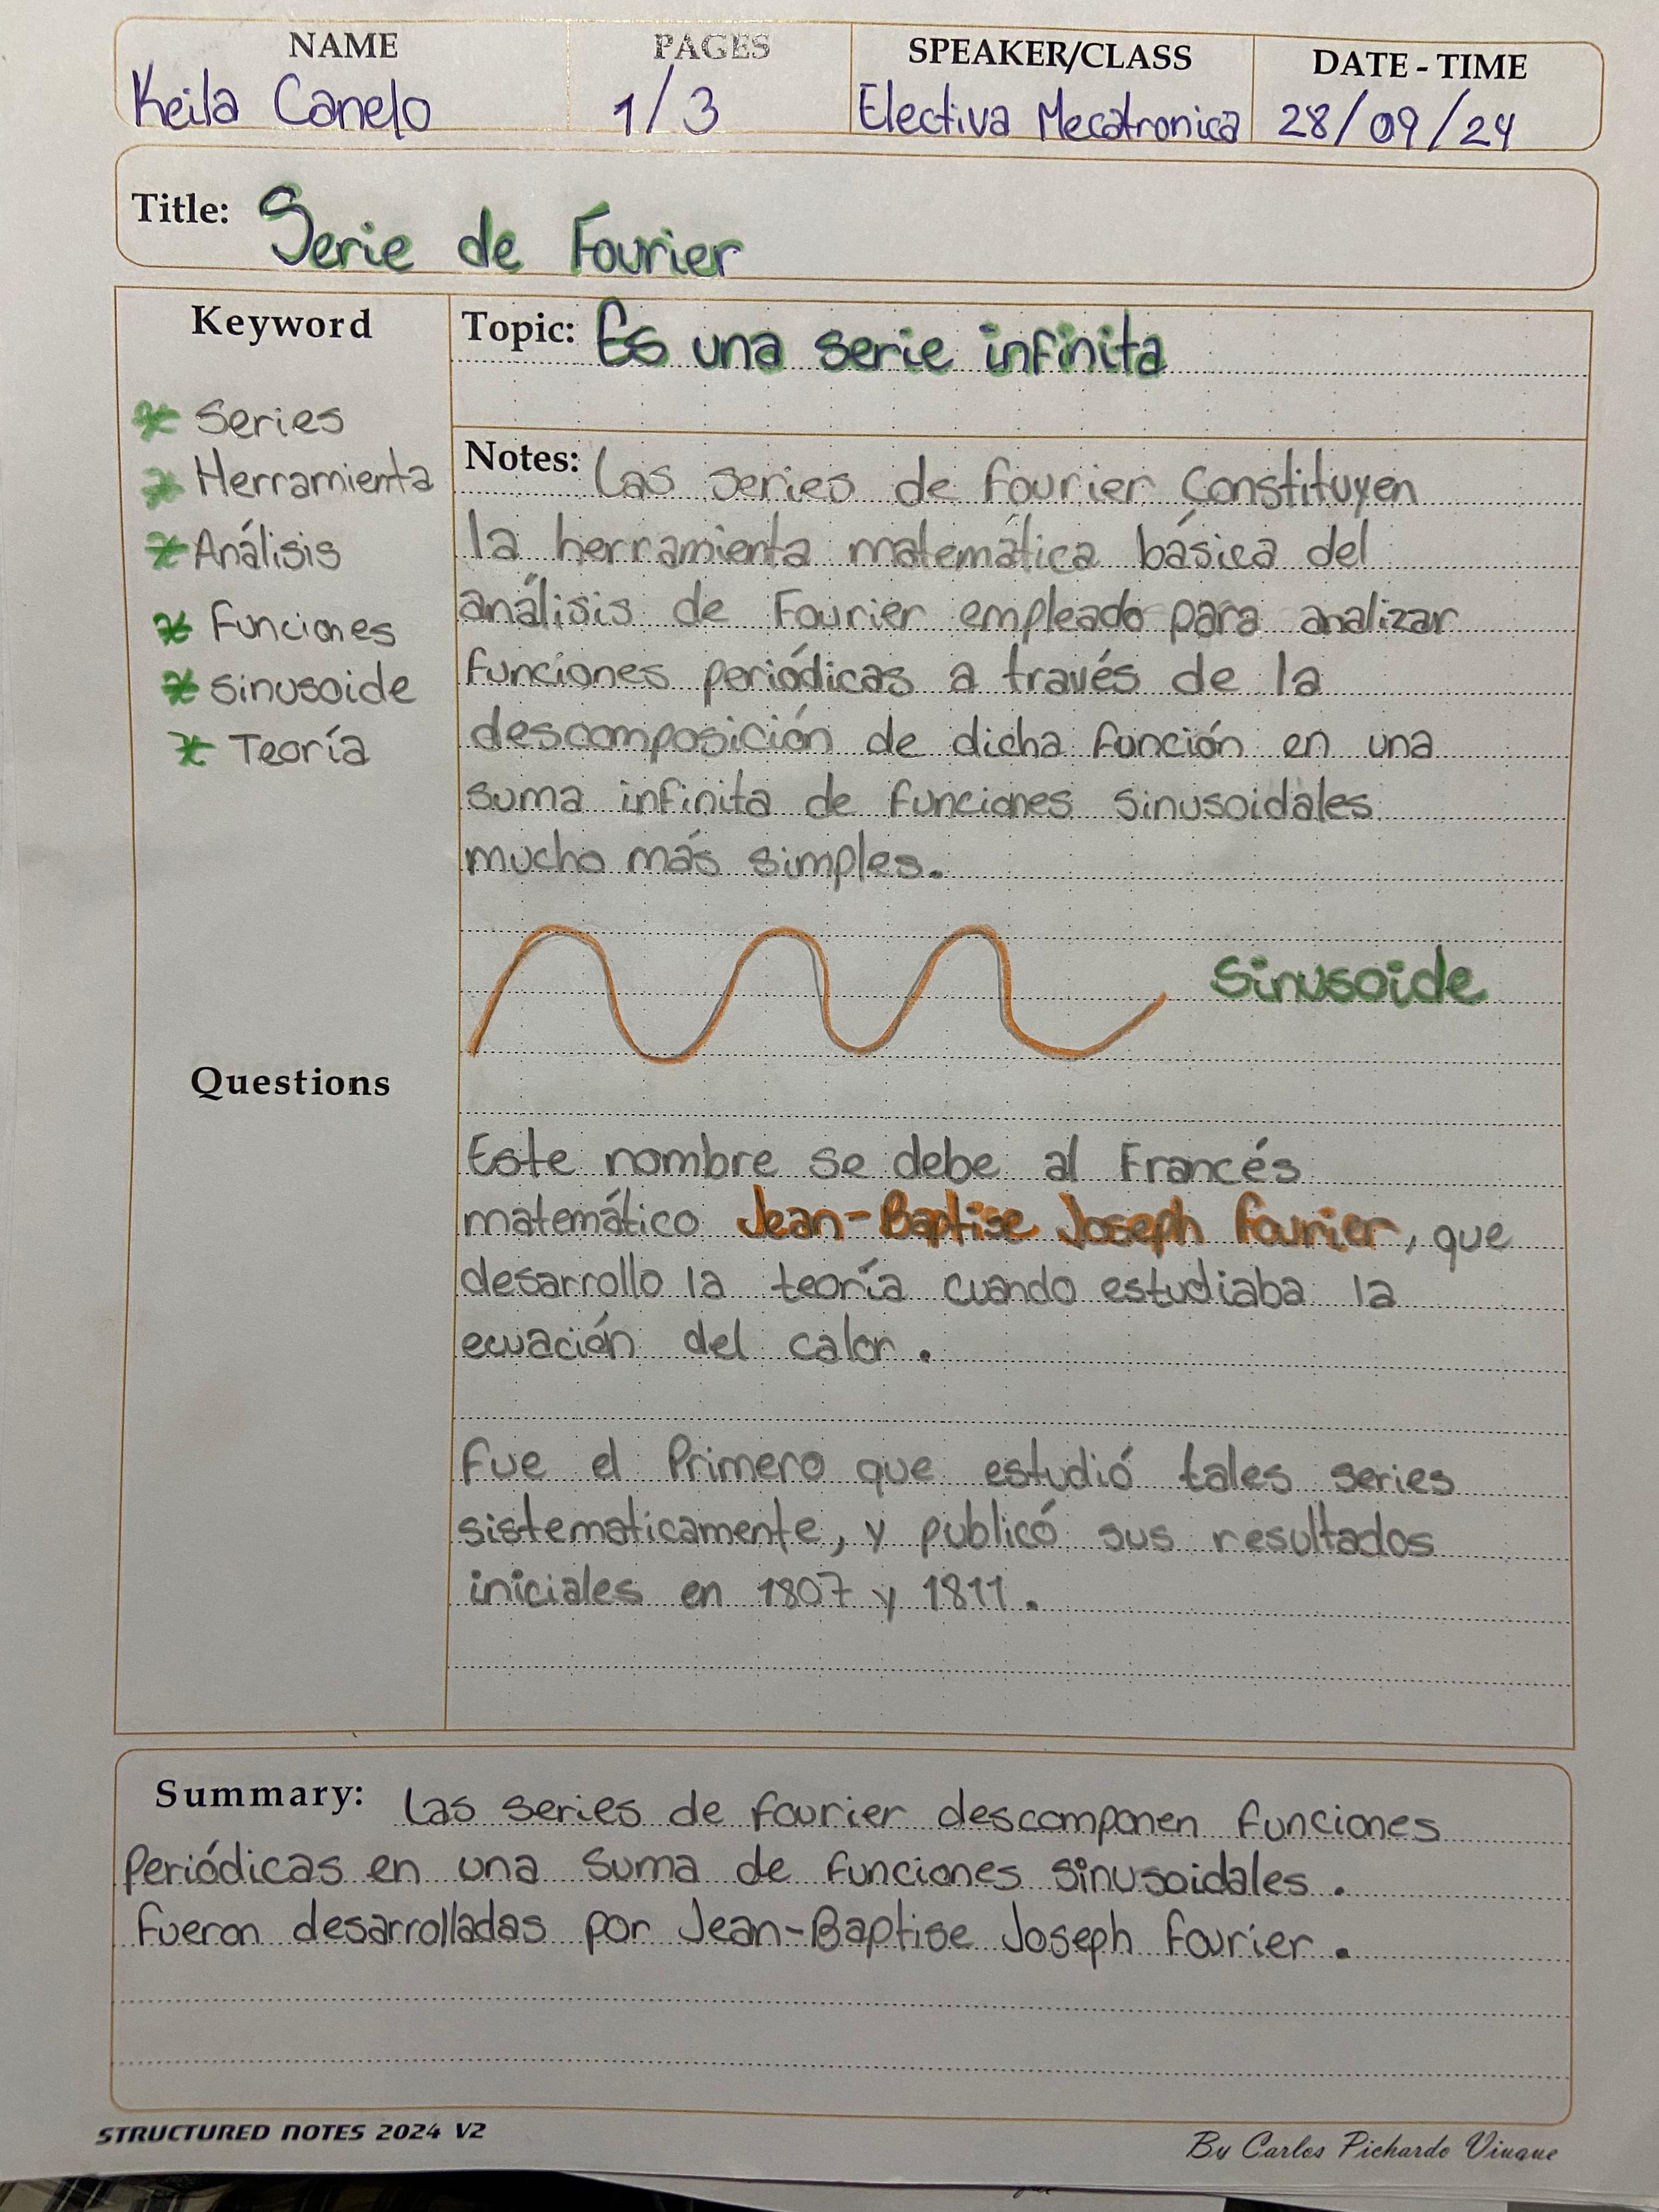 NAME PAGES SPEAKER/CLASS DATE - TIME
Keila Canelo 1/3 Electiva Mecatronica 28/09/24
Title: Serie de Fourier
Keyword
* Series
* Herramienta
* Análisis
* Funciones
* sinusoide
* Teoría
Questions
Topic: Es una serie infinita
Notes: Las series de Fourier Constituyen
la herramienta matemática básica del
análisis de Fourier empleado para analizar
funciones periódicas a través de la
descomposición de dicha función en una
suma infinita de funciones sinusoidales
mucho más simples.
Sinusoide
Este nombre se debe al Francés
matemático Jean-Baptise Joseph Fourier, que
desarrollo la teoría cuando estudiaba la
ecuación del calor.
Fue el Primero que estudió tales series
sistematicamente, y publicó sus resultados
iniciales en 1807 y 1811.
Summary: Las series de fourier descomponen funciones
Periódicas en una suma de funciones sinusoidales.
Fueron desarrolladas por Jean-Baptise Joseph Fourier.
STRUCTURED NOTES 2024 V2
By Carlos Pichardo Viuque